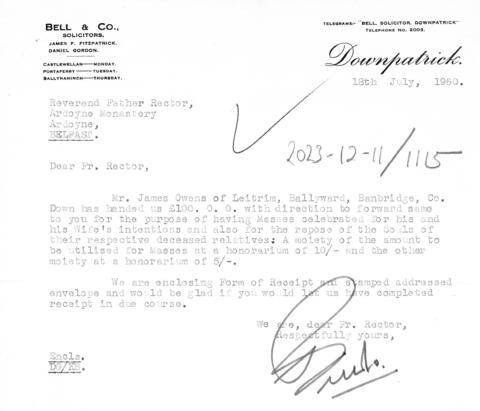 BELL & CO.,
SOLICITORS,
JAMES P. FITZPATRICK.
DANIEL GORDON.
CASTLEWELLAN—MONDAY.
PORTAFERRY —TUESDAY.
BALLYNAHINCH—THURSDAY.
TELEGRAMS:- "BELL, SOLICITOR, DOWNPATRICK"
TELEPHONE NO. 2003.
Downpatrick.
18th July, 1960.
Reverend Father Rector,
Ardoyne Monastery
Ardoyne,
BELFAST.
2023-12-11/1115
Dear Fr. Rector,
Mr. James Owens of Leitrim, Ballyward, Banbridge, Co.
Down has handed us £100. 0. 0. with direction to forward same
to you for the purpose of having Masses celebrated for his and
his Wife's intentions and also for the repose of the Souls of
their respective deceased relatives: A moiety of the amount to
be utilised for Masses at a honorarium of 10/- and the other
moiety at a honorarium of 5/-.
We are enclosing Form of Receipt and stamped addressed
envelope and would be glad if you would let us have completed
receipt in due course.
We are, dear Fr. Rector,
Respectfully yours,
Encls.
DG/KB.